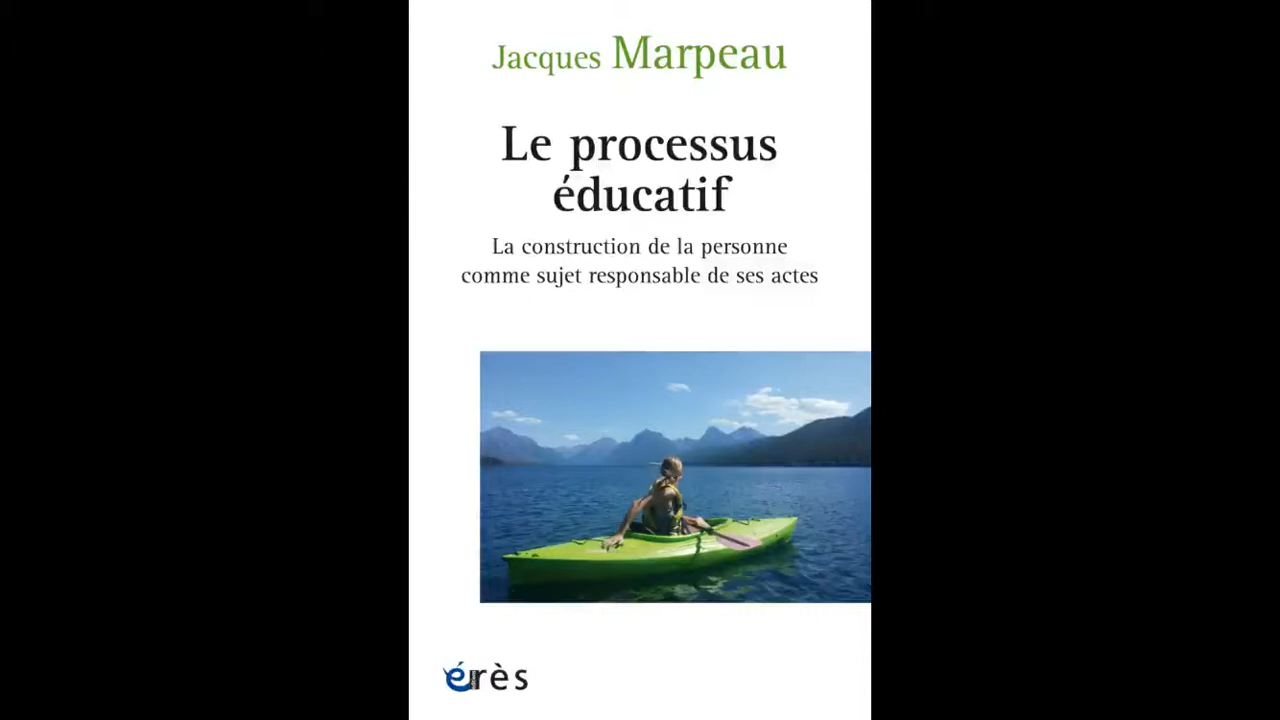 Jacques Marpeau
Le processus
éducatif
La construction de la personne
comme sujet responsable de ses actes
érès